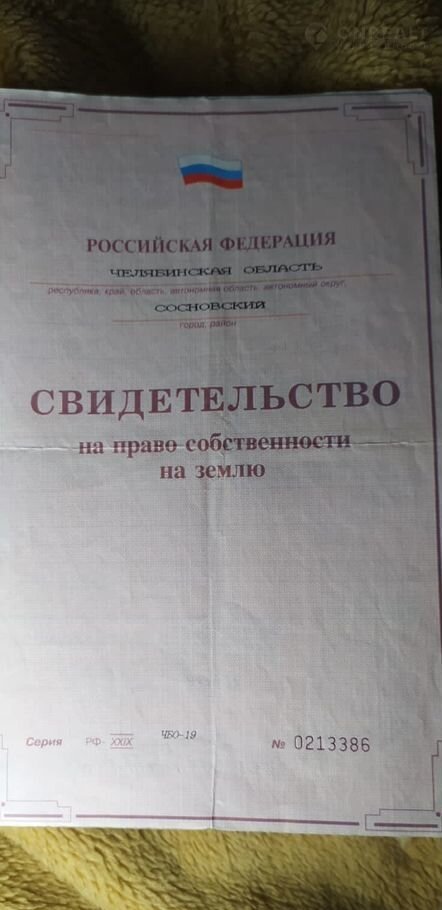 ONREALT
РОССИЙСКАЯ ФЕДЕРАЦИЯ
ЧЕЛЯБИНСКАЯ ОБЛАСТЬ
республика, край, область, автономная область, автономный округ,
СОСНОВСКИЙ
город, район
СВИДЕТЕЛЬСТВО
на право собственности
на землю
Серия РФ- XXIX ЧБО-19 № 0213386